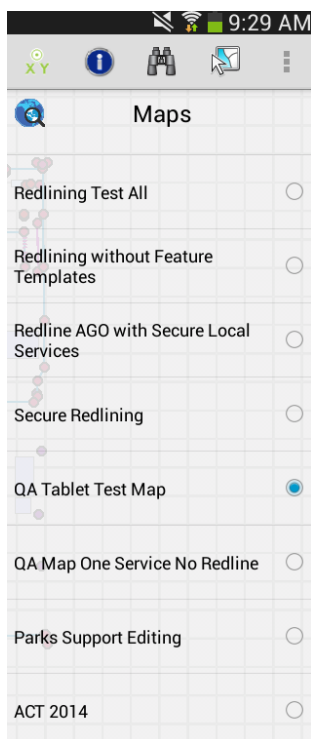 9:29 AM
X Y
Maps
Redlining Test All
Redlining without Feature
Templates
Redline AGO with Secure Local
Services
Secure Redlining
QA Tablet Test Map
QA Map One Service No Redline
Parks Support Editing
ACT 2014